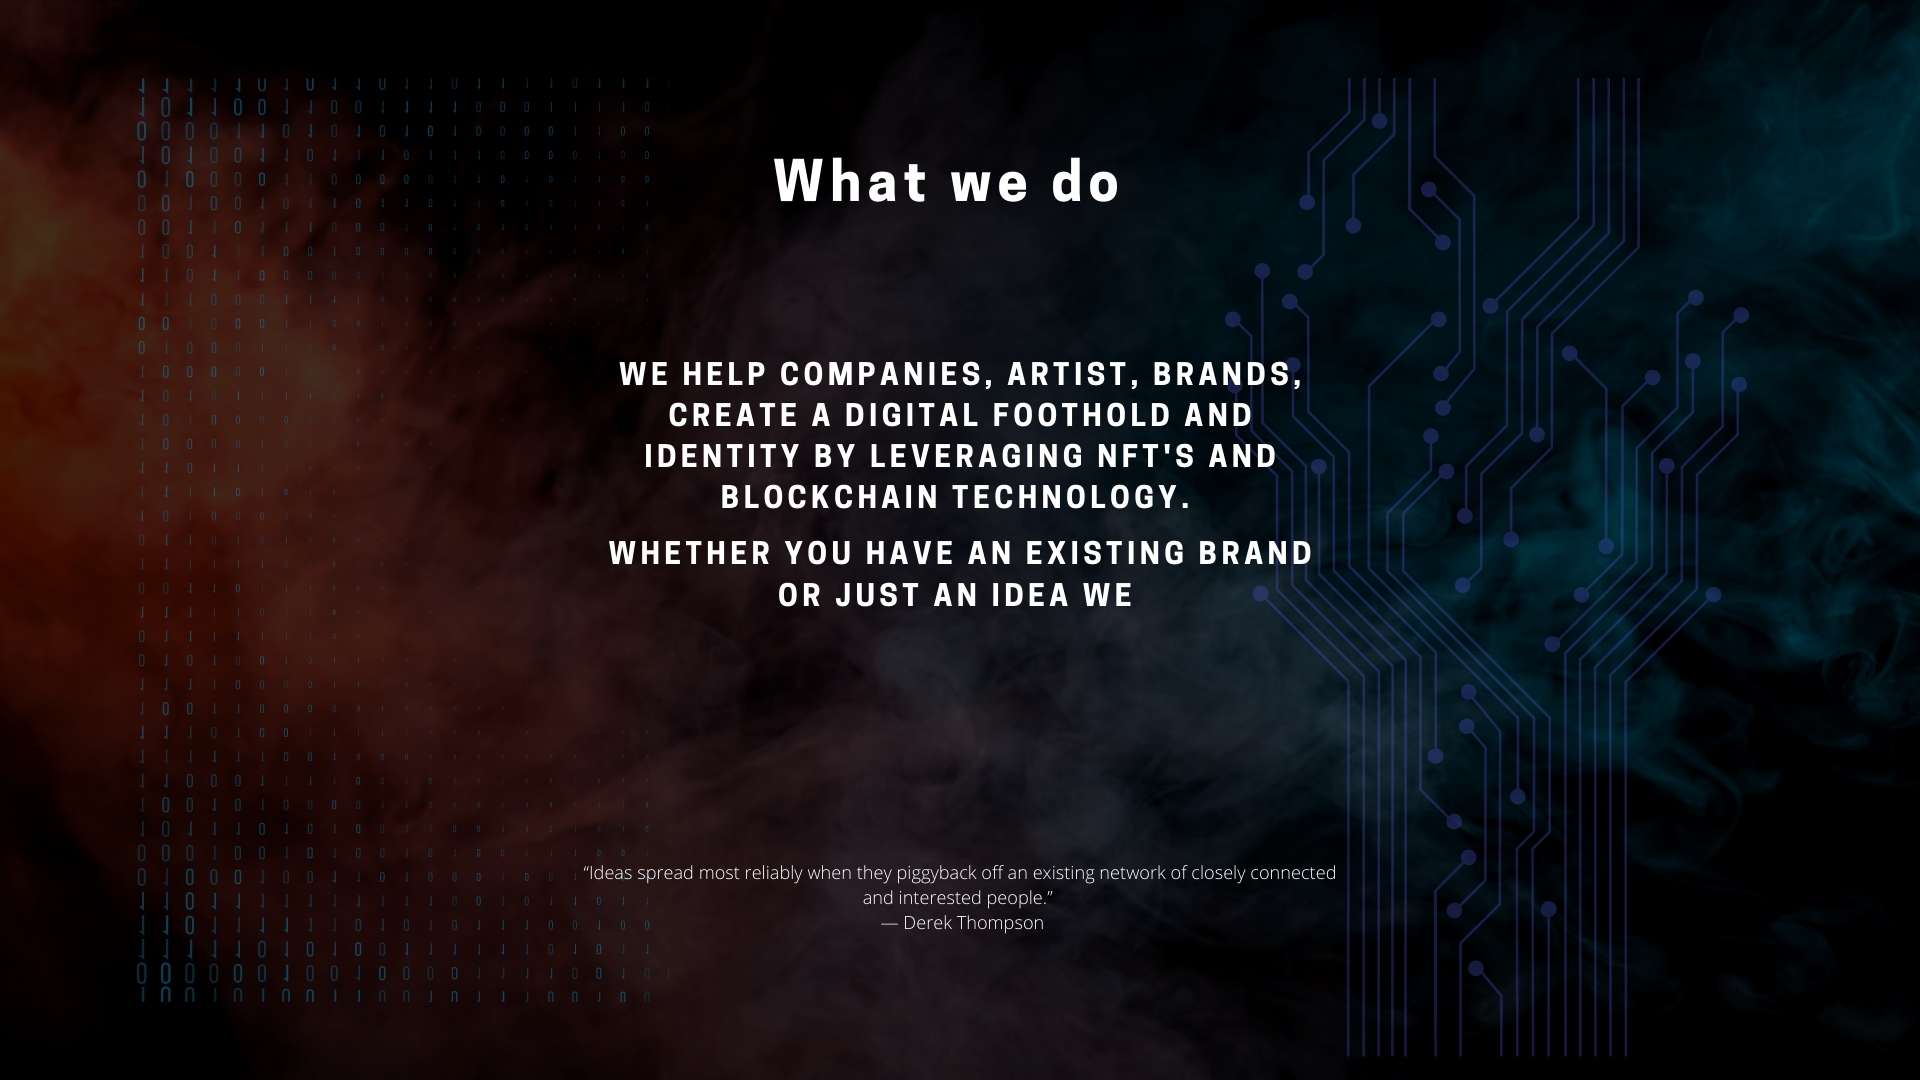 What we do
WE HELP COMPANIES, ARTIST, BRANDS,
CREATE A DIGITAL FOOTHOLD AND
IDENTITY BY LEVERAGING NFT'S AND
BLOCKCHAIN TECHNOLOGY.
WHETHER YOU HAVE AN EXISTING BRAND
OR JUST AN IDEA WE
“Ideas spread most reliably when they piggyback off an existing network of closely connected
and interested people.”
— Derek Thompson